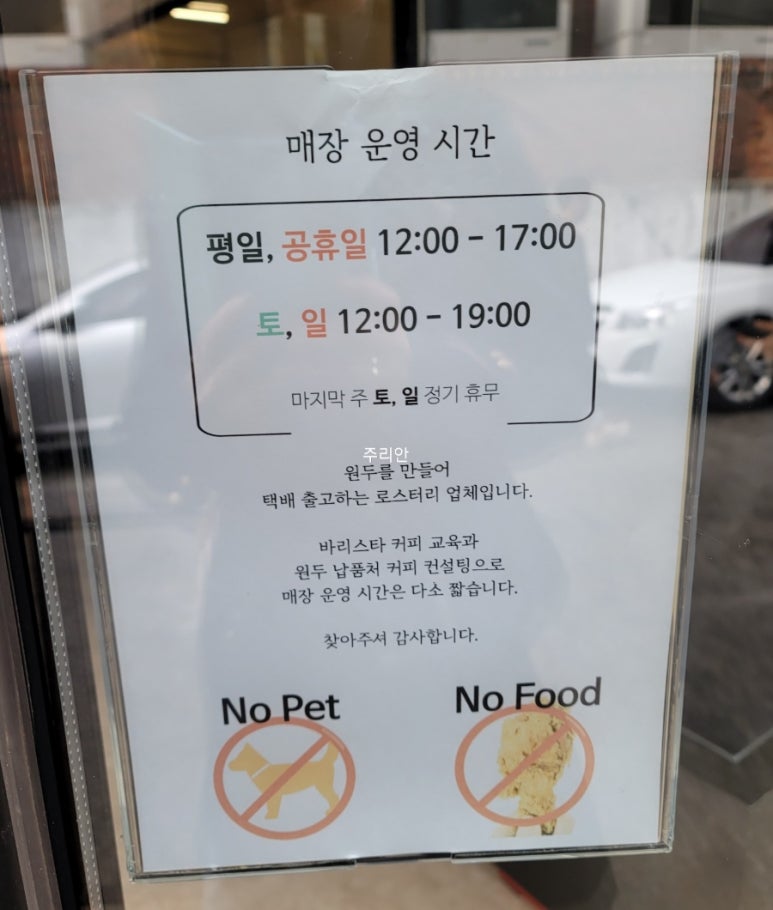 매장 운영 시간
평일, 공휴일 12:00 - 17:00
토, 일 12:00 - 19:00
마지막 주 토, 일 정기 휴무
주리안
원두를 만들어
택배 출고하는 로스터리 업체입니다.
바리스타 커피 교육과
원두 납품처 커피 컨설팅으로
매장 운영 시간은 다소 짧습니다.
찾아주셔 감사합니다.
No Pet No Food